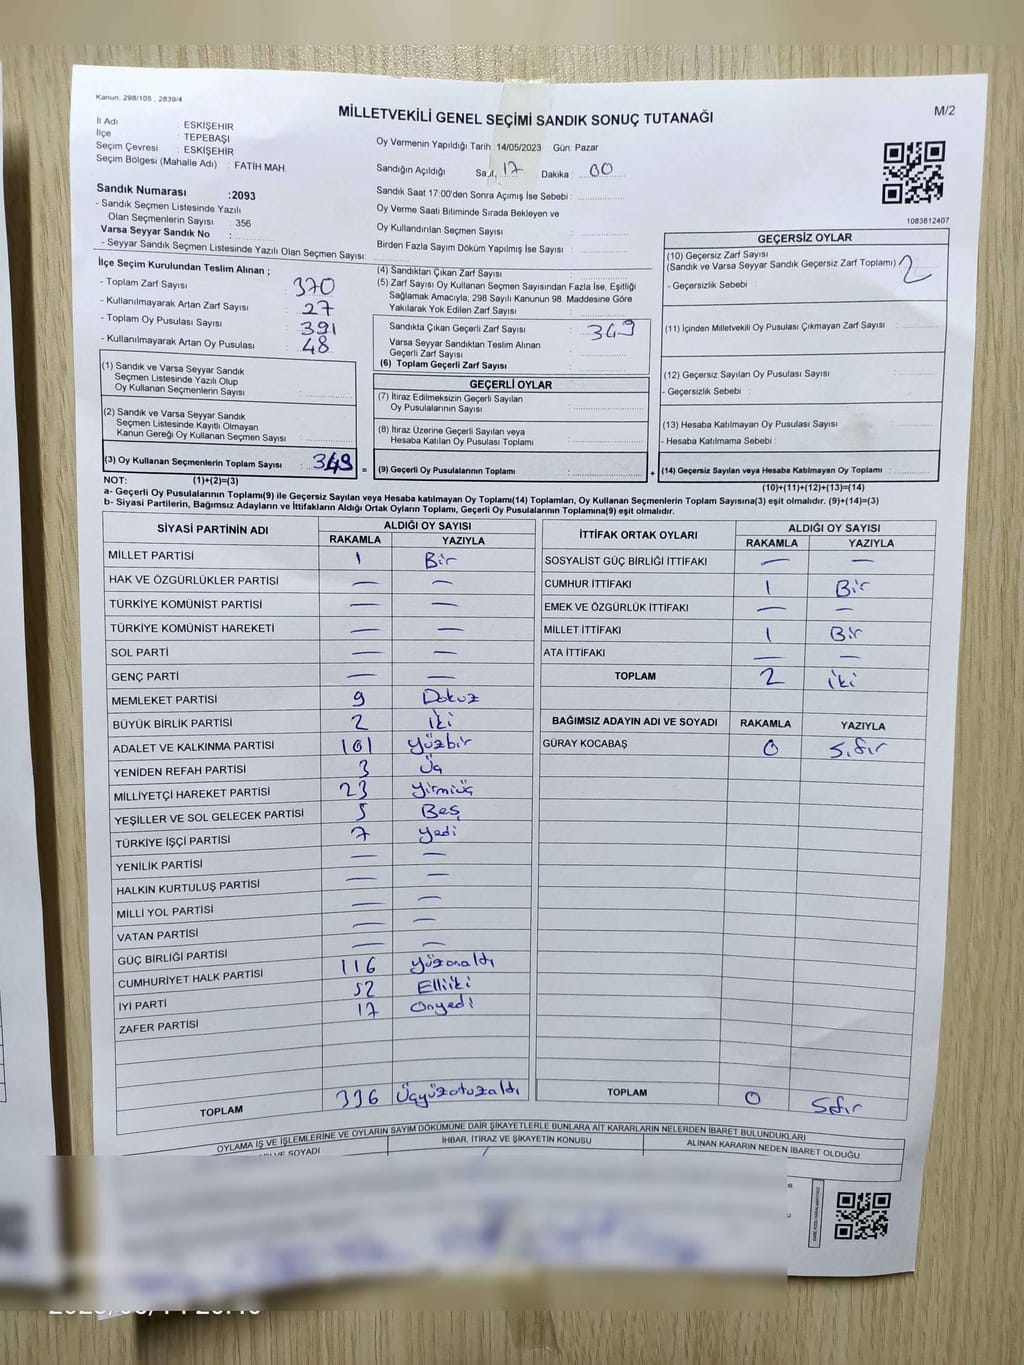 Kanun: 298/105 , 2839/4
MİLLETVEKİLİ GENEL SEÇİMİ SANDIK SONUÇ TUTANAĞI
M/2
İl Adı : ESKİŞEHİR
İlçe : TEPEBAŞI
Seçim Çevresi : ESKİŞEHİR
Seçim Bölgesi (Mahalle Adı) : FATİH MAH.
Sandık Numarası :2093
- Sandık Seçmen Listesinde Yazılı
Olan Seçmenlerin Sayısı : 356
Varsa Seyyar Sandık No :
- Seyyar Sandık Seçmen Listesinde Yazılı Olan Seçmen Sayısı:
Oy Vermenin Yapıldığı Tarih :14/05/2023 Gün: Pazar
Sandığın Açıldığı Saat, 17 Dakika : 00
Sandık Saat 17:00'den Sonra Açımış İse Sebebi :
Oy Verme Saati Bitiminde Sırada Bekleyen ve
Oy Kullandırılan Seçmen Sayısı :
Birden Fazla Sayım Döküm Yapılmış İse Sayısı :
1083812407
İlçe Seçim Kurulundan Teslim Alınan ;
- Toplam Zarf Sayısı : 370
- Kullanılmayarak Artan Zarf Sayısı : 27
- Toplam Oy Pusulası Sayısı : 391
- Kullanılmayarak Artan Oy Pusulası : 48
(1) Sandık ve Varsa Seyyar Sandık
Seçmen Listesinde Yazılı Olup
Oy Kullanan Seçmenlerin Sayısı :
(2) Sandık ve Varsa Seyyar Sandık
Seçmen Listesinde Kayıtlı Olmayan
Kanun Gereği Oy Kullanan Seçmen Sayısı :
(3) Oy Kullanan Seçmenlerin Toplam Sayısı : 349 =
(4) Sandıktan Çıkan Zarf Sayısı :
(5) Zarf Sayısı Oy Kullanan Seçmen Sayısından Fazla İse, Eşitliği
Sağlamak Amacıyla; 298 Sayılı Kanunun 98. Maddesine Göre
Yakılarak Yok Edilen Zarf Sayısı :
Sandıkta Çıkan Geçerli Zarf Sayısı : 349
Varsa Seyyar Sandıktan Teslim Alınan
Geçerli Zarf Sayısı :
(6) Toplam Geçerli Zarf Sayısı :
GEÇERLİ OYLAR
(7) İtiraz Edilmeksizin Geçerli Sayılan
Oy Pusulalarının Sayısı :
(8) İtiraz Üzerine Geçerli Sayılan veya
Hesaba Katılan Oy Pusulası Toplamı :
(9) Geçerli Oy Pusulalarının Toplamı : +
GEÇERSİZ OYLAR
(10) Geçersiz Zarf Sayısı
(Sandık ve Varsa Seyyar Sandık Geçersiz Zarf Toplamı) 2
- Geçersizlik Sebebi :
(11) İçinden Milletvekili Oy Pusulası Çıkmayan Zarf Sayısı :
(12) Geçersiz Sayılan Oy Pusulası Sayısı :
- Geçersizlik Sebebi :
(13) Hesaba Katılmayan Oy Pusulası Sayısı :
- Hesaba Katılmama Sebebi :
(14) Geçersiz Sayılan veya Hesaba Katılmayan Oy Toplamı :
NOT: (1)+(2)=(3)
(10)+(11)+(12)+(13)=(14)
a- Geçerli Oy Pusulalarının Toplamı(9) ile Geçersiz Sayılan veya Hesaba katılmayan Oy Toplamı(14) Toplamları, Oy Kullanan Seçmenlerin Toplam Sayısına(3) eşit olmalıdır. (9)+(14)=(3)
b- Siyasi Partilerin, Bağımsız Adayların ve İttifakların Aldığı Ortak Oyların Toplamı, Geçerli Oy Pusulalarının Toplamına(9) eşit olmalıdır.
SİYASİ PARTİNİN ADI ALDIĞI OY SAYISI
RAKAMLA YAZIYLA
MİLLET PARTİSİ 1 Bir
HAK VE ÖZGÜRLÜKLER PARTİSİ — —
TÜRKİYE KOMÜNİST PARTİSİ — —
TÜRKİYE KOMÜNİST HAREKETİ — —
SOL PARTİ — —
GENÇ PARTİ — —
MEMLEKET PARTİSİ 9 Dokuz
BÜYÜK BİRLİK PARTİSİ 2 iki
ADALET VE KALKINMA PARTİSİ 101 yüzbir
YENİDEN REFAH PARTİSİ 3 Üç
MİLLİYETÇİ HAREKET PARTİSİ 23 yirmiüç
YEŞİLLER VE SOL GELECEK PARTİSİ 5 Beş
TÜRKİYE İŞÇİ PARTİSİ 7 yedi
YENİLİK PARTİSİ — —
HALKIN KURTULUŞ PARTİSİ — —
MİLLİ YOL PARTİSİ — —
VATAN PARTİSİ — —
GÜÇ BİRLİĞİ PARTİSİ — —
CUMHURİYET HALK PARTİSİ 116 yüzonaltı
İYİ PARTİ 52 Elliiki
ZAFER PARTİSİ 17 onyedi
TOPLAM 336 Üçyüzotuzaltı
İTTİFAK ORTAK OYLARI ALDIĞI OY SAYISI
RAKAMLA YAZIYLA
SOSYALİST GÜÇ BİRLİĞİ İTTİFAKI — —
CUMHUR İTTİFAKI 1 Bir
EMEK VE ÖZGÜRLÜK İTTİFAKI — —
MİLLET İTTİFAKI 1 Bir
ATA İTTİFAKI — —
TOPLAM 2 iki
BAĞIMSIZ ADAYIN ADI VE SOYADI RAKAMLA YAZIYLA
GÜRAY KOCABAŞ 0 Sıfır
TOPLAM 0 Sıfır
OYLAMA İŞ VE İŞLEMLERİNE VE OYLARIN SAYIM DÖKÜMÜNE DAİR ŞİKAYETLERLE BUNLARA AİT KARARLARIN NELERDEN İBARET BULUNDUKLARI
VE SOYADI İHBAR, İTİRAZ VE ŞİKAYETİN KONUSU ALINAN KARARIN NEDEN İBARET OLDUĞU